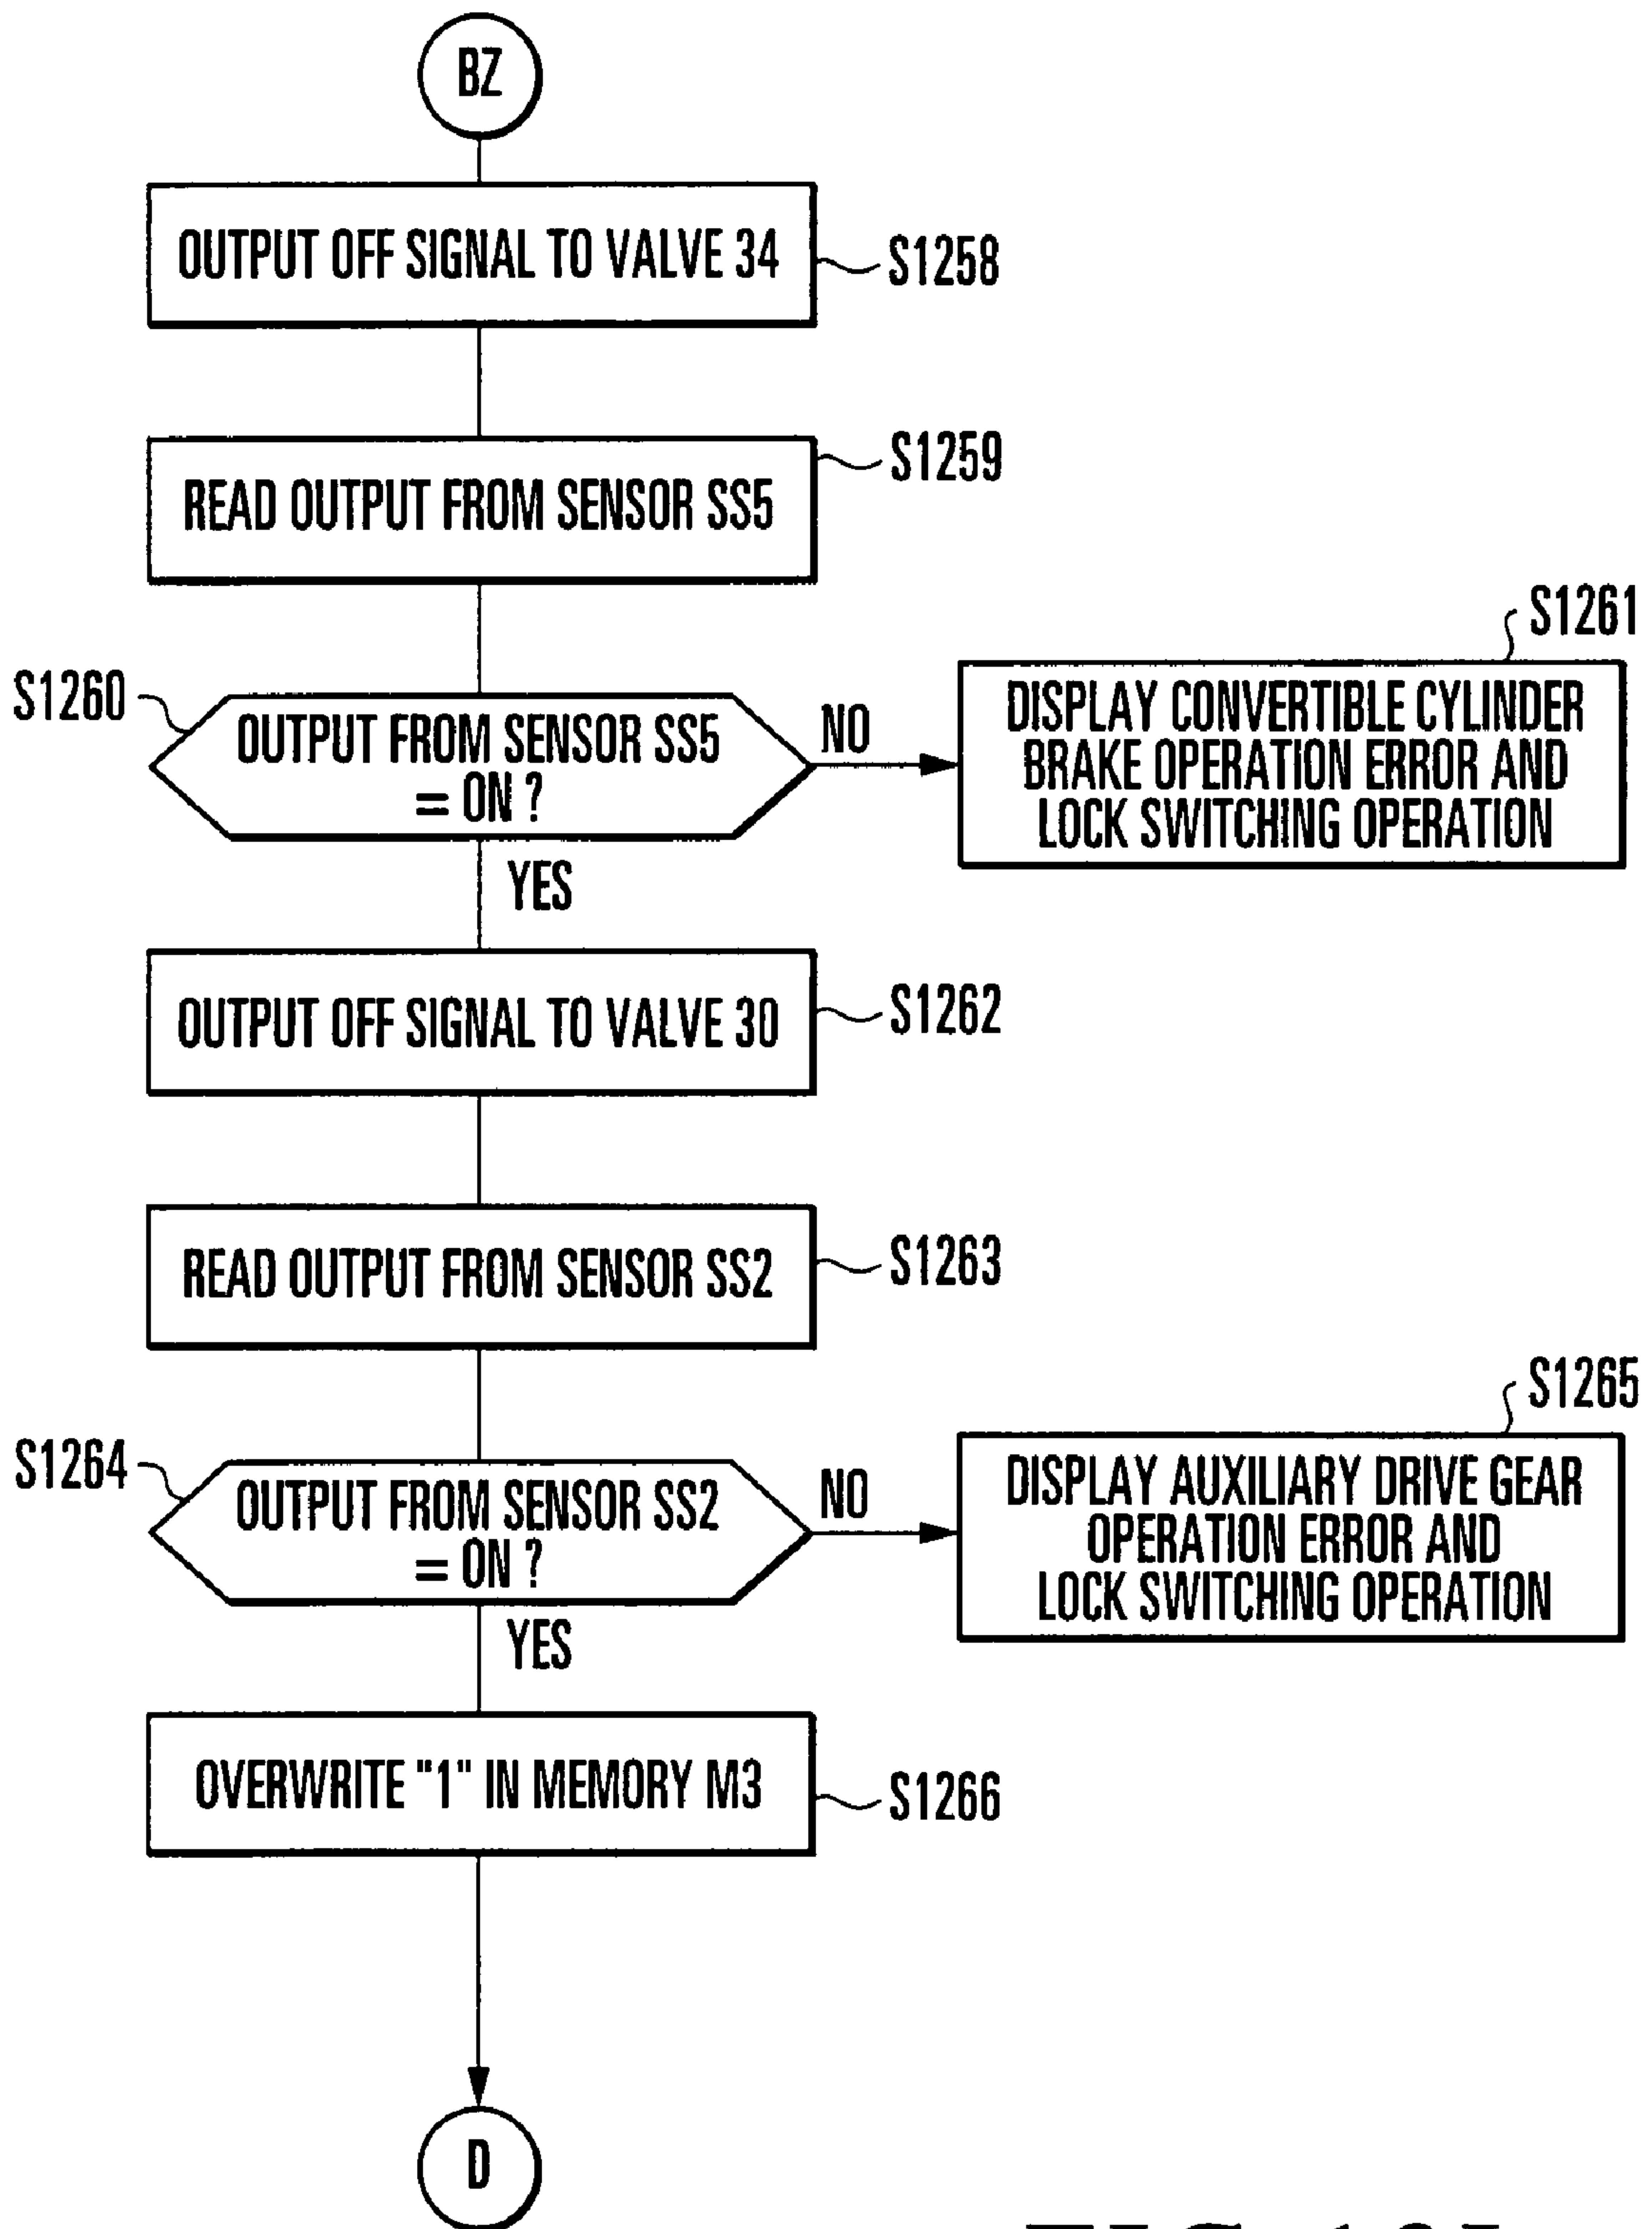 BZ
OUTPUT OFF SIGNAL TO VALVE 34
S1258
READ OUTPUT FROM SENSOR SS5
S1259
S1260
OUTPUT FROM SENSOR SS5
= ON ?
NO
YES
S1261
DISPLAY CONVERTIBLE CYLINDER
BRAKE OPERATION ERROR AND
LOCK SWITCHING OPERATION
OUTPUT OFF SIGNAL TO VALVE 30
S1262
READ OUTPUT FROM SENSOR SS2
S1263
S1264
OUTPUT FROM SENSOR SS2
= ON ?
NO
YES
S1265
DISPLAY AUXILIARY DRIVE GEAR
OPERATION ERROR AND
LOCK SWITCHING OPERATION
OVERWRITE "1" IN MEMORY M3
S1266
D